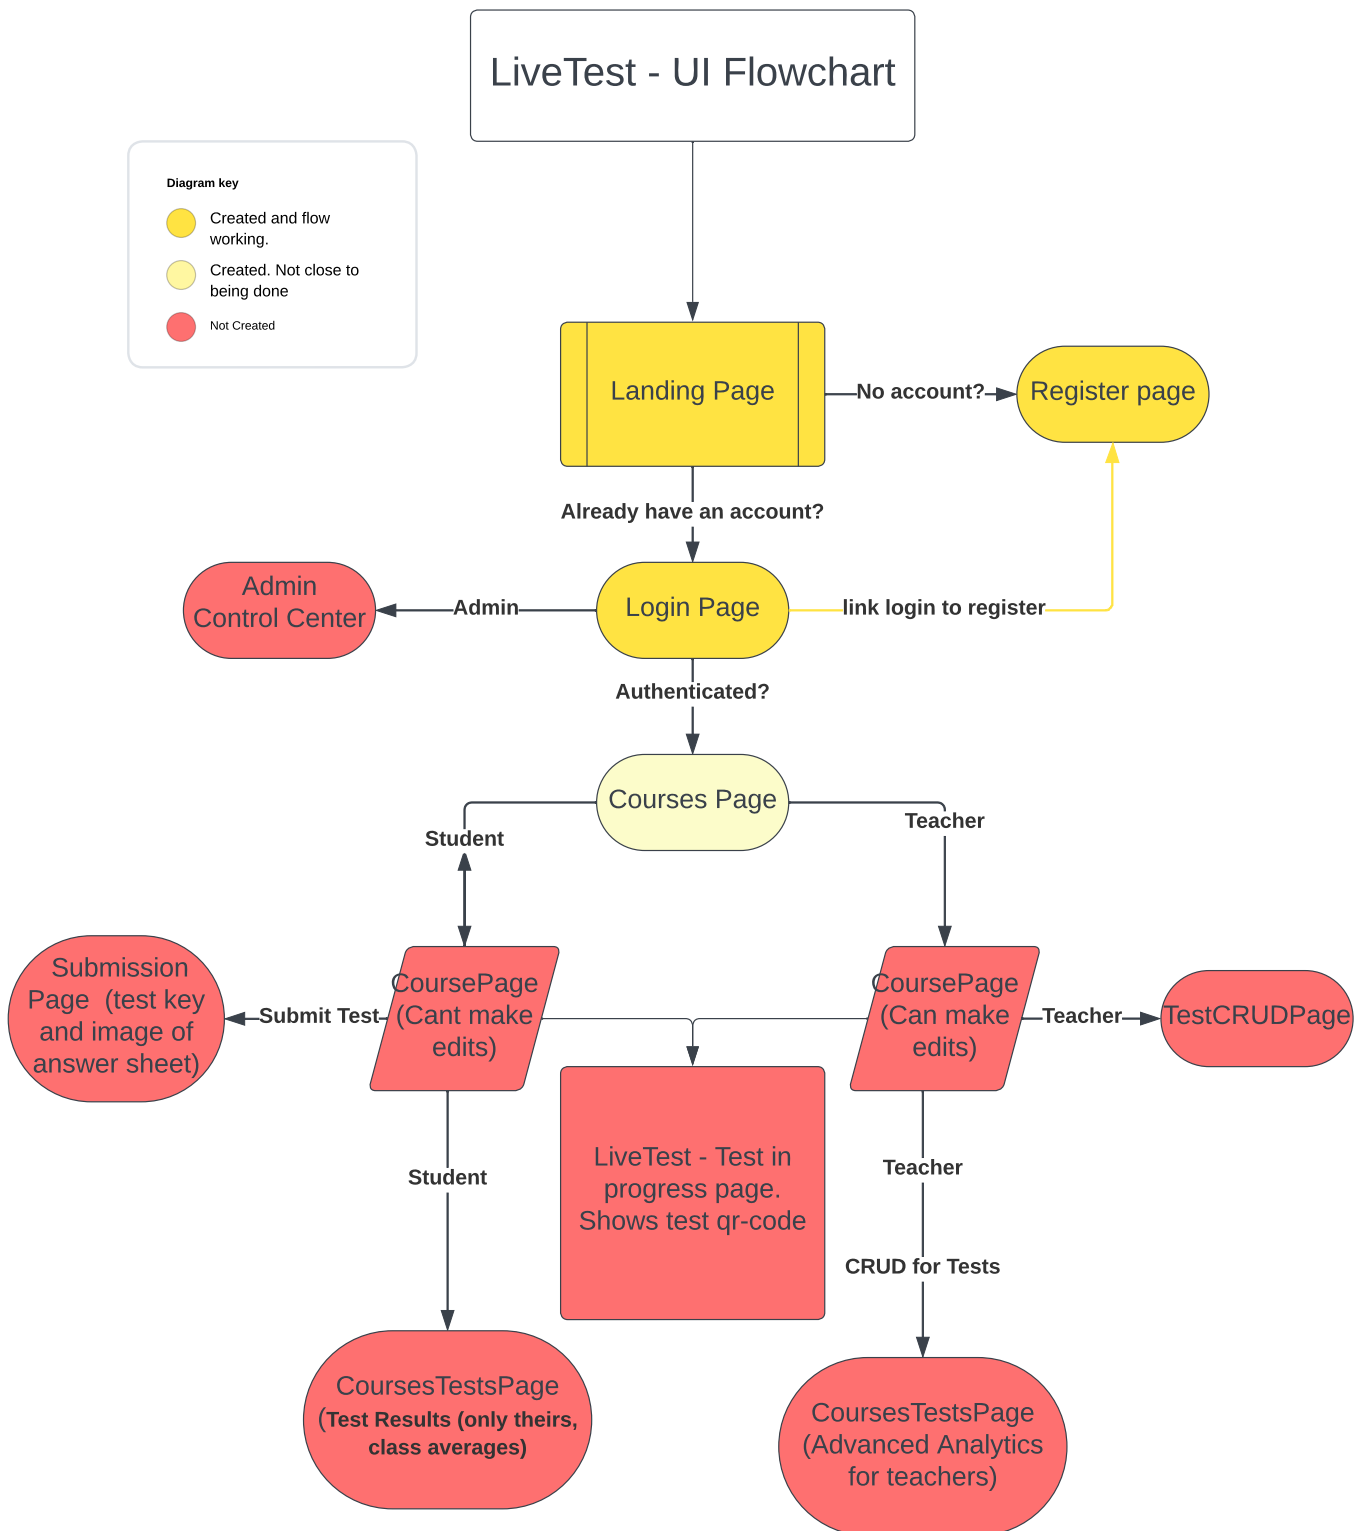 LiveTest - UI Flowchart
Diagram key
Created and flow
working.
Created. Not close to
being done
Not Created
Landing Page
No account?
Register page
Already have an account?
Admin
Control Center
Admin
Login Page
link login to register
Authenticated?
Courses Page
Student
Teacher
Submission
Page (test key
and image of
answer sheet)
Submit Test
CoursePage
(Cant make
edits)
CoursePage
(Can make
edits)
Teacher
TestCRUDPage
LiveTest - Test in
progress page.
Shows test qr-code
Student
Teacher
CRUD for Tests
CoursesTestsPage
(Test Results (only theirs,
class averages)
CoursesTestsPage
(Advanced Analytics
for teachers)